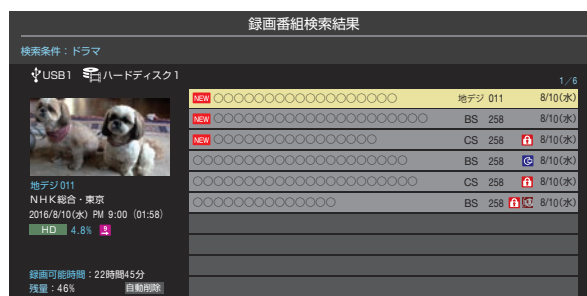 録画番組検索結果
検索条件：ドラマ
USB1 ハードディスク1
1/6
NEW ○○○○○○○○○○○○○○○○○○ 地デジ 011 8/10(水)
NEW ○○○○○○○○○○○○○○○○○○○○○ BS 258 8/10(水)
NEW ○○○○○○○○○○○○○○○○ CS 258 8/10(水)
○○○○○○○○○○○○○○○○○○○○○ BS 258 8/10(水)
○○○○○○○○○○○○○○○○○○○○○○ CS 258 8/10(水)
○○○○○○○○○○○○○○ BS 258 8/10(水)
地デジ011
NHK総合・東京
2016/8/10(水) PM 9:00 (01:58)
HD 4.8%
録画可能時間：22時間45分
残量：46% 自動削除